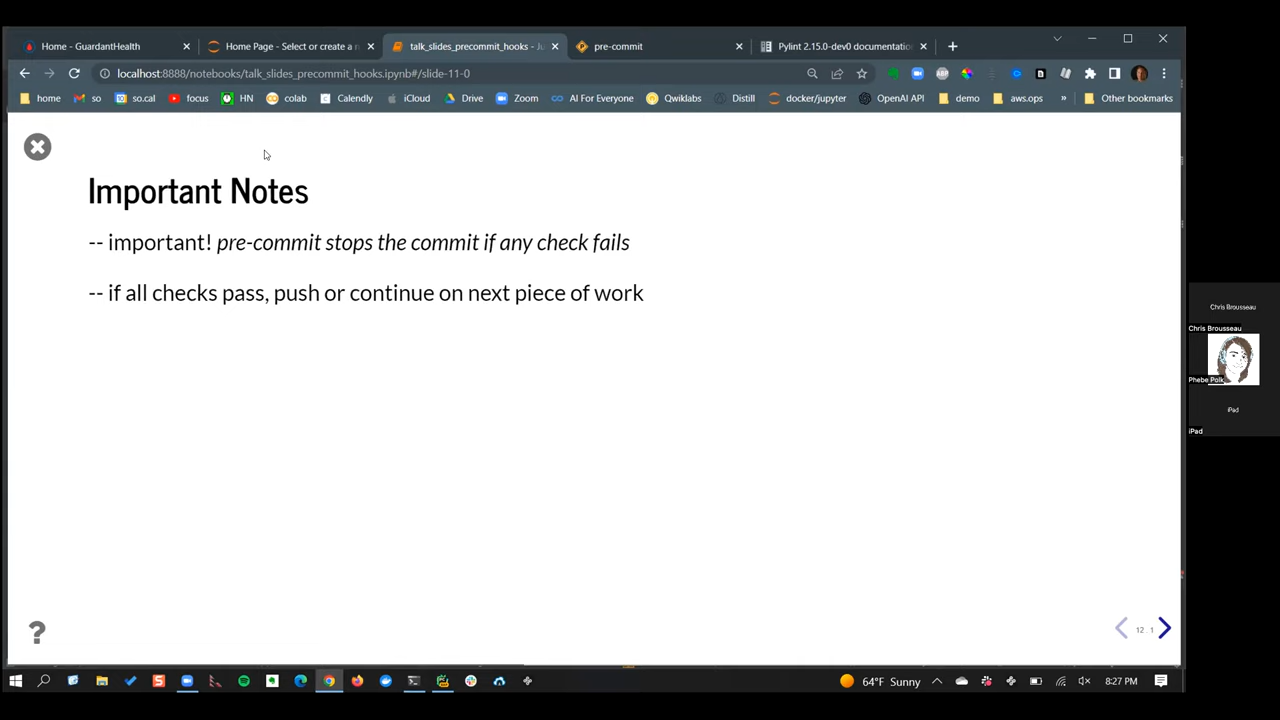 Home - GuardantHealth
Home Page - Select or create a n
talk_slides_precommit_hooks - Ju
pre-commit
Pylint 2.15.0-dev0 documentatio
localhost:8888/notebooks/talk_slides_precommit_hooks.ipynb#/slide-11-0
home
so
so.cal
focus
HN
colab
Calendly
iCloud
Drive
Zoom
AI For Everyone
Qwiklabs
Distill
docker/jupyter
OpenAI API
demo
aws.ops
»
Other bookmarks
Important Notes
-- important! pre-commit stops the commit if any check fails
-- if all checks pass, push or continue on next piece of work
Chris Brousseau
Chris Brousseau
Phebe Polk
iPad
iPad
?
12.1
64°F Sunny
8:27 PM